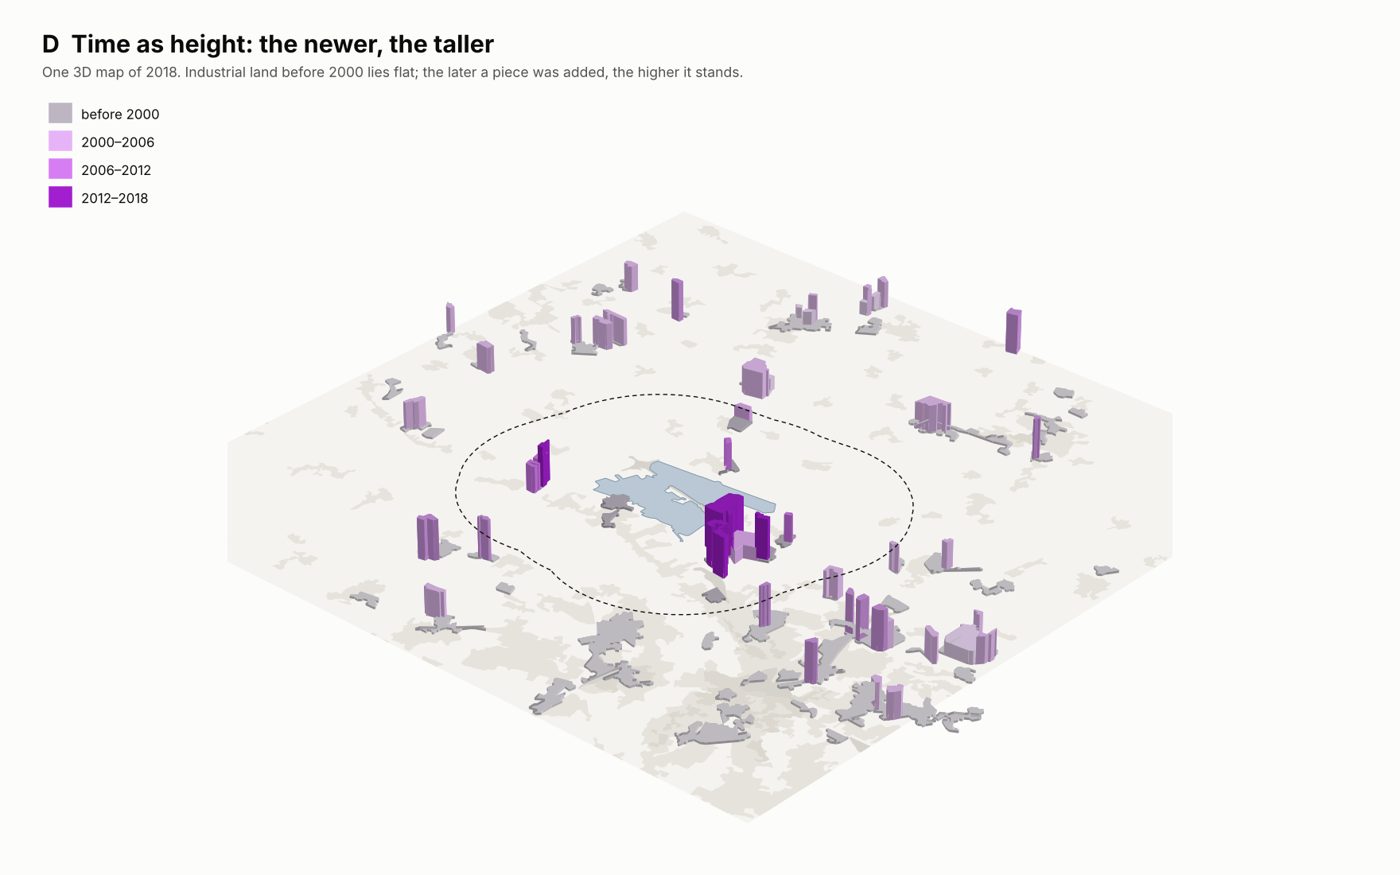 D Time as height: the newer, the taller
One 3D map of 2018. Industrial land before 2000 lies flat; the later a piece was added, the higher it stands.
before 2000
2000–2006
2006–2012
2012–2018